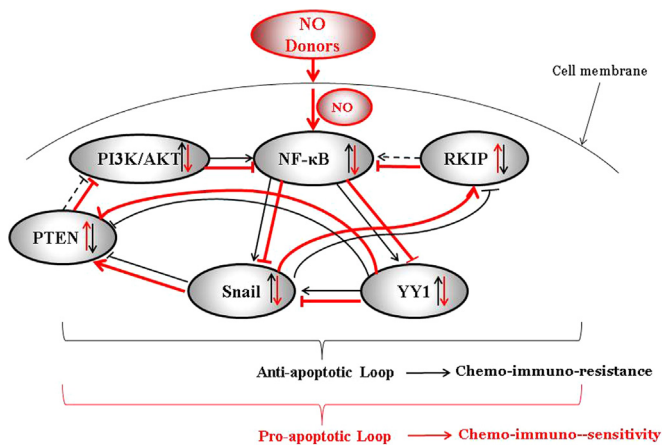 NO
Donors
Cell membrane
NO
PI3K/AKT
NF-κB
RKIP
PTEN
Snail
YY1
Anti-apoptotic Loop
Chemo-immuno-resistance
Pro-apoptotic Loop
Chemo-immuno--sensitivity